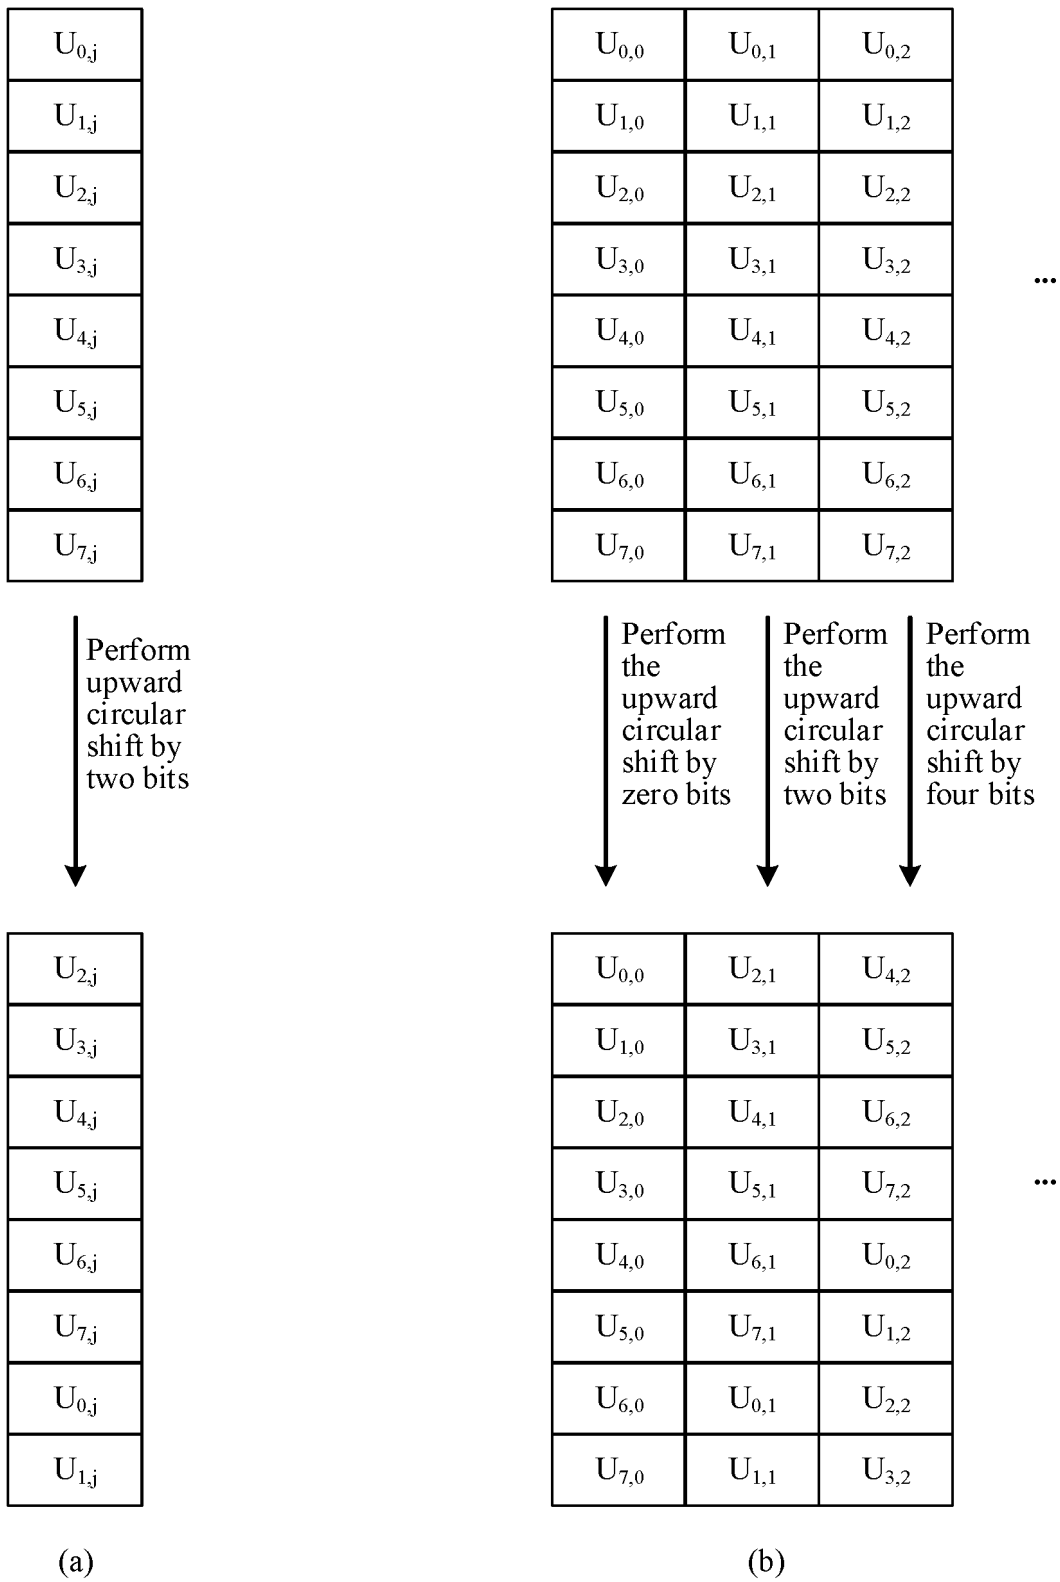 U0,j
U1,j
U2,j
U3,j
U4,j
U5,j
U6,j
U7,j
Perform
upward
circular
shift by
two bits
U2,j
U3,j
U4,j
U5,j
U6,j
U7,j
U0,j
U1,j
(a)
U0,0 U0,1 U0,2
U1,0 U1,1 U1,2
U2,0 U2,1 U2,2
U3,0 U3,1 U3,2
...
U4,0 U4,1 U4,2
U5,0 U5,1 U5,2
U6,0 U6,1 U6,2
U7,0 U7,1 U7,2
Perform
the
upward
circular
shift by
zero bits
Perform
the
upward
circular
shift by
two bits
Perform
the
upward
circular
shift by
four bits
U0,0 U2,1 U4,2
U1,0 U3,1 U5,2
U2,0 U4,1 U6,2
U3,0 U5,1 U7,2
...
U4,0 U6,1 U0,2
U5,0 U7,1 U1,2
U6,0 U0,1 U2,2
U7,0 U1,1 U3,2
(b)